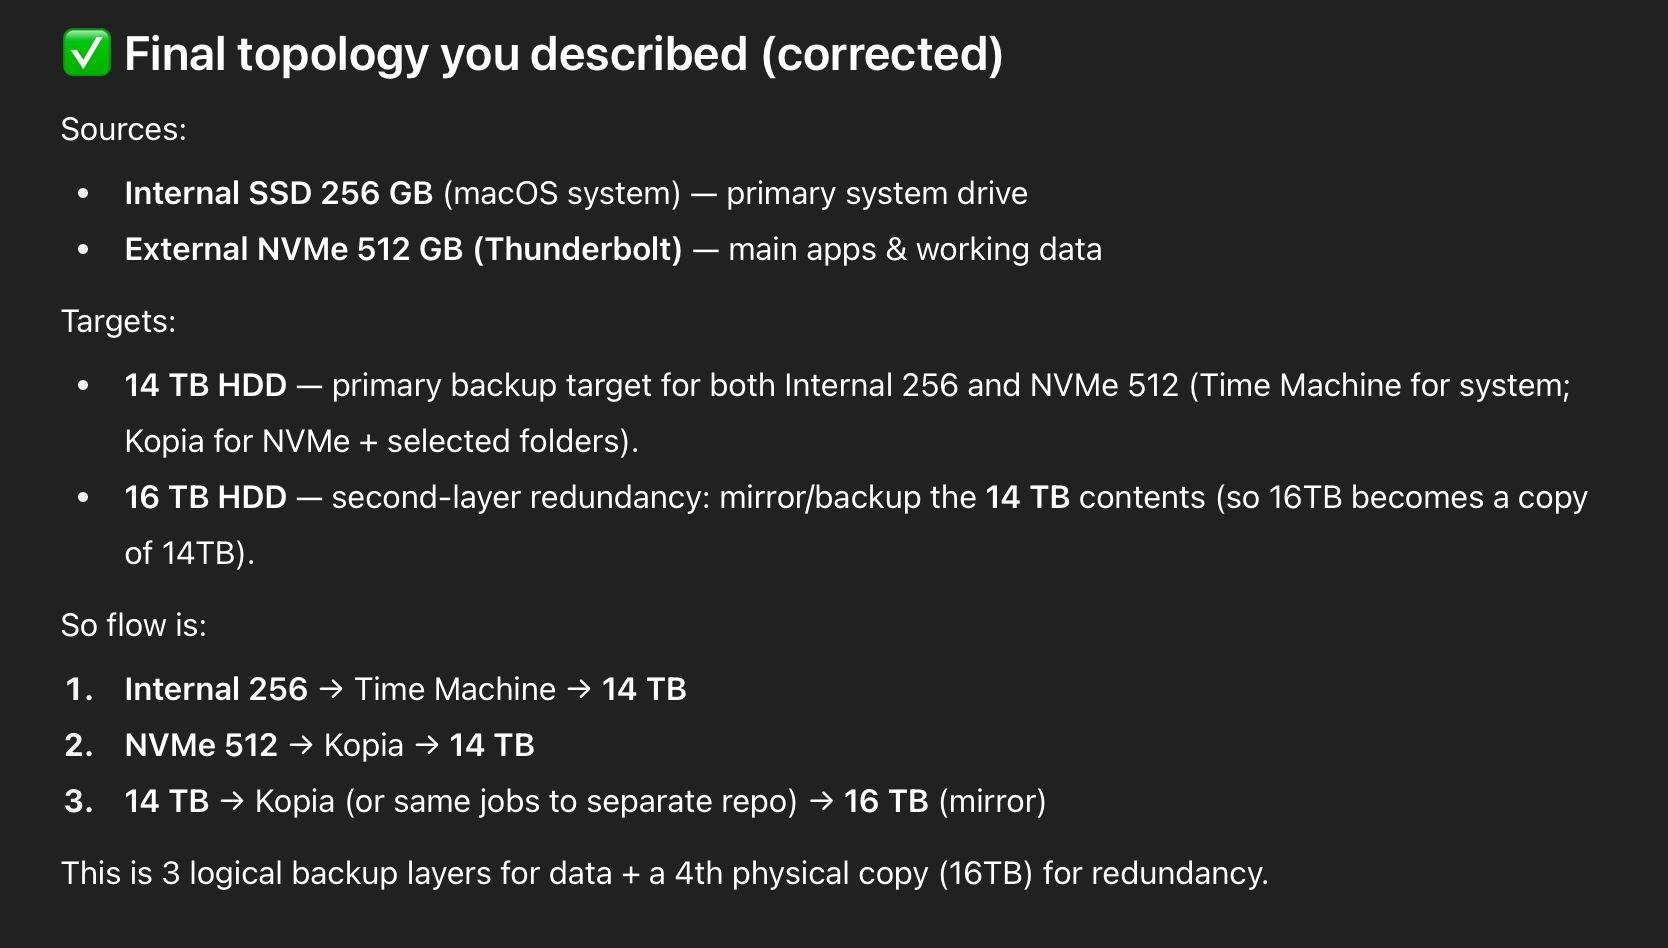 ✅ Final topology you described (corrected)
Sources:
• Internal SSD 256 GB (macOS system) — primary system drive
• External NVMe 512 GB (Thunderbolt) — main apps & working data
Targets:
• 14 TB HDD — primary backup target for both Internal 256 and NVMe 512 (Time Machine for system;
Kopia for NVMe + selected folders).
• 16 TB HDD — second-layer redundancy: mirror/backup the 14 TB contents (so 16TB becomes a copy
of 14TB).
So flow is:
1. Internal 256 → Time Machine → 14 TB
2. NVMe 512 → Kopia → 14 TB
3. 14 TB → Kopia (or same jobs to separate repo) → 16 TB (mirror)
This is 3 logical backup layers for data + a 4th physical copy (16TB) for redundancy.